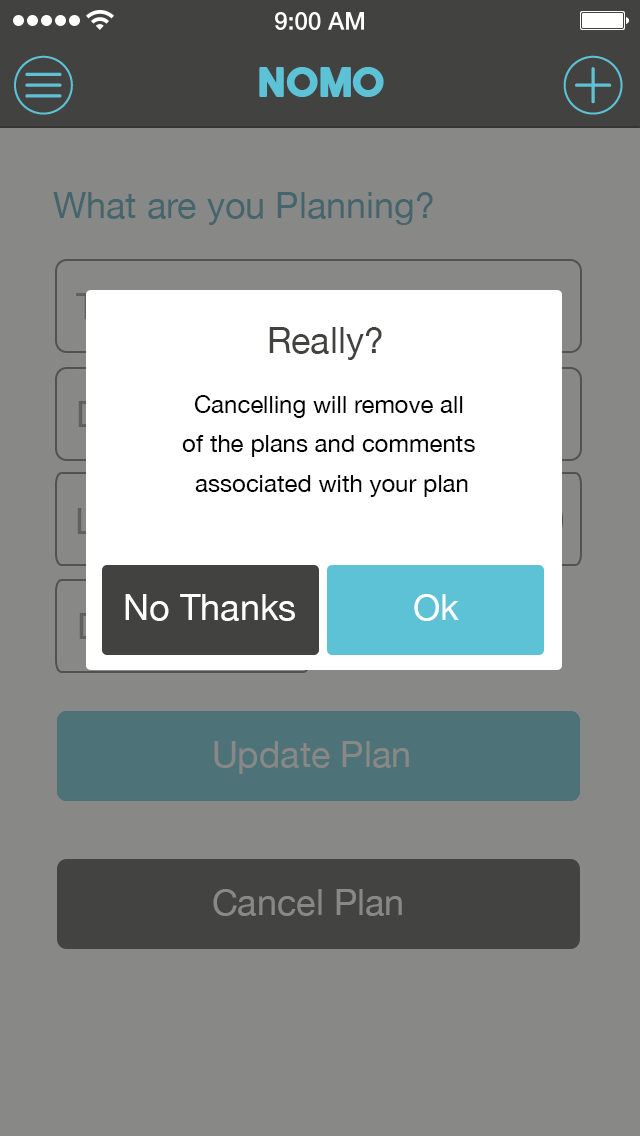 9:00 AM
NOMO
What are you Planning?
Really?
Cancelling will remove all
of the plans and comments
associated with your plan
No Thanks
Ok
Update Plan
Cancel Plan